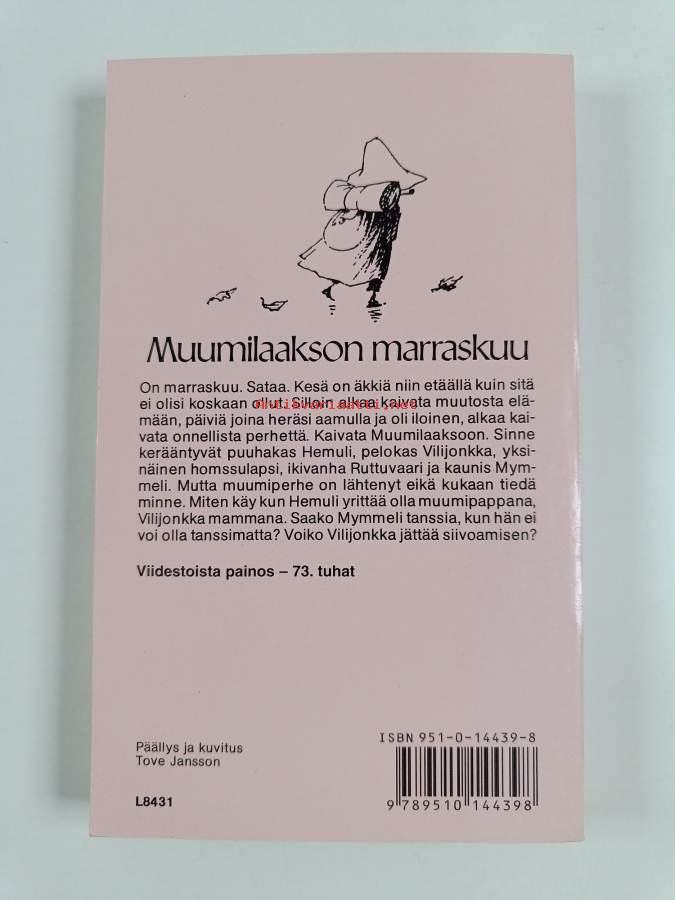 Muumilaakson marraskuu
On marraskuu. Sataa. Kesä on äkkiä niin etäällä kuin sitä
ei olisi koskaan ollut. Silloin alkaa kaivata muutosta elä-
Antikvariaatti.net
mään, päiviä joina heräsi aamulla ja oli iloinen, alkaa kai-
vata onnellista perhettä. Kaivata Muumilaaksoon. Sinne
kerääntyvät puuhakas Hemuli, pelokas Vilijonkka, yksi-
näinen homssulapsi, ikivanha Ruttuvaari ja kaunis Mym-
meli. Mutta muumiperhe on lähtenyt eikä kukaan tiedä
minne. Miten käy kun Hemuli yrittää olla muumipappana,
Vilijonkka mammana. Saako Mymmeli tanssia, kun hän ei
voi olla tanssimatta? Voiko Vilijonkka jättää siivoamisen?
Viidestoista painos – 73. tuhat
ISBN 951-0-14439-8
Päällys ja kuvitus
Tove Jansson
L8431
9 789510 144398